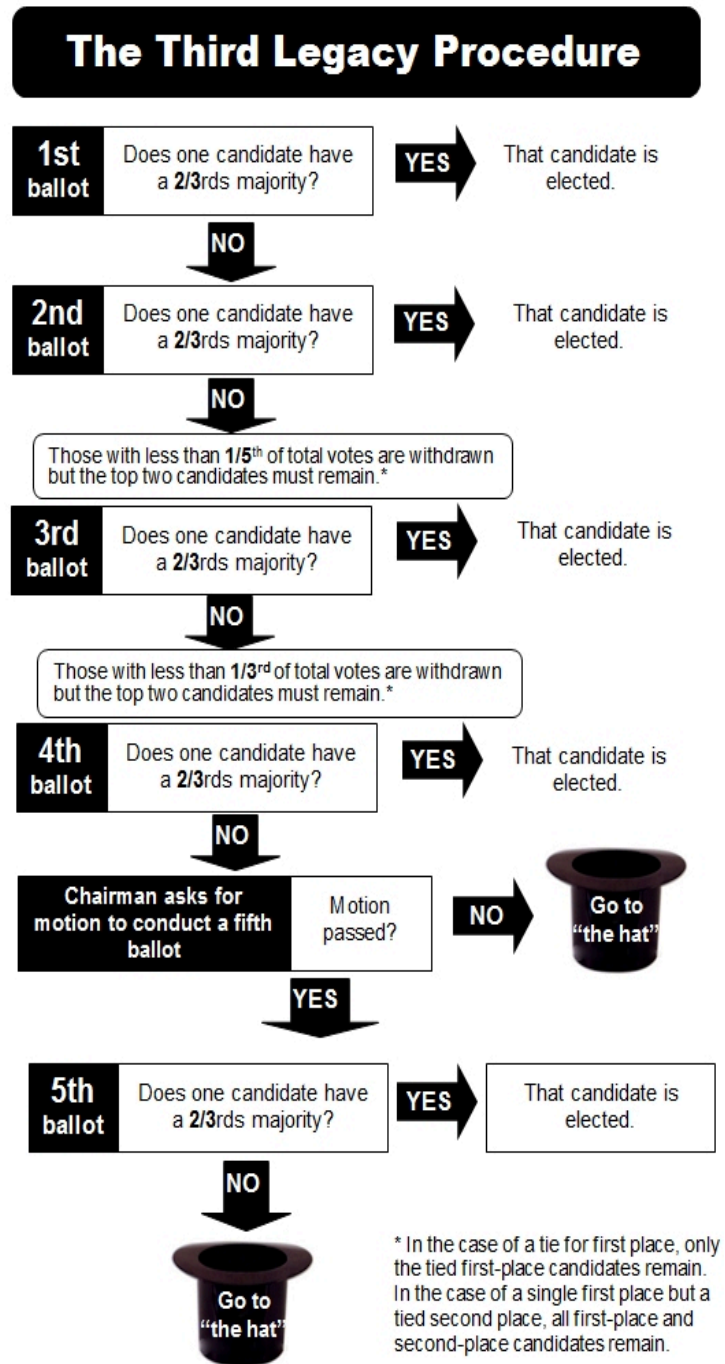 The Third Legacy Procedure
1st
ballot
Does one candidate have
a 2/3rds majority?
YES
That candidate is
elected.
NO
2nd
ballot
Does one candidate have
a 2/3rds majority?
YES
That candidate is
elected.
NO
Those with less than 1/5th of total votes are withdrawn
but the top two candidates must remain.*
3rd
ballot
Does one candidate have
a 2/3rds majority?
YES
That candidate is
elected.
NO
Those with less than 1/3rd of total votes are withdrawn
but the top two candidates must remain.*
4th
ballot
Does one candidate have
a 2/3rds majority?
YES
That candidate is
elected.
NO
Chairman asks for
motion to conduct a fifth
ballot
Motion
passed?
NO
Go to
"the hat"
YES
5th
ballot
Does one candidate have
a 2/3rds majority?
YES
That candidate is
elected.
NO
Go to
"the hat"
* In the case of a tie for first place, only
the tied first-place candidates remain.
In the case of a single first place but a
tied second place, all first-place and
second-place candidates remain.